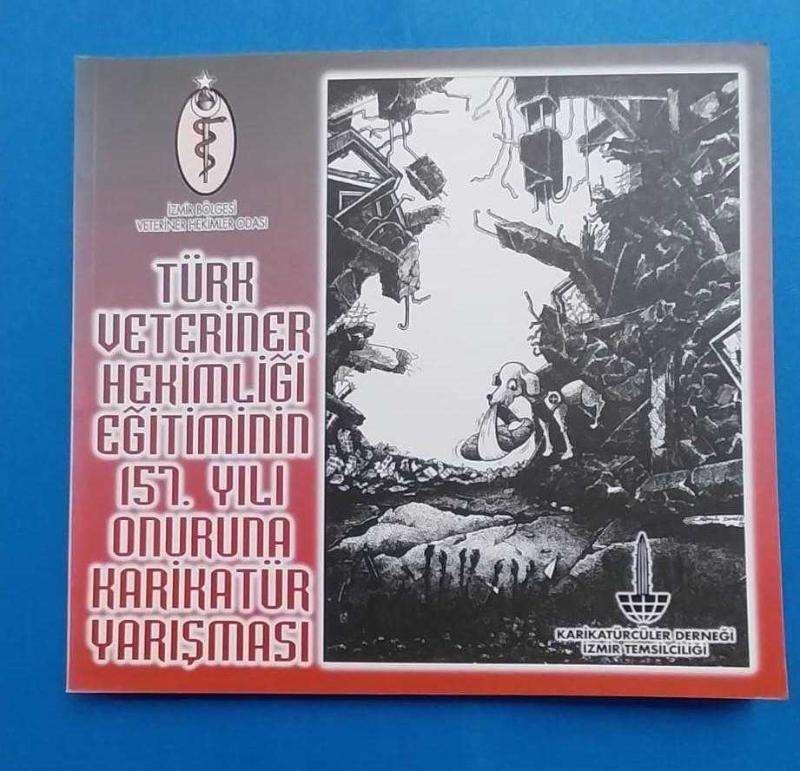 İZMİR BÖLGESİ
VETERİNER HEKİMLER ODASI
TÜRK
VETERİNER
HEKİMLİĞİ
EĞİTİMİNİN
157. YILI
ONURUNA
KARİKATÜR
YARIŞMASI
KARİKATÜRCÜLER DERNEĞİ
İZMİR TEMSİLCİLİĞİ